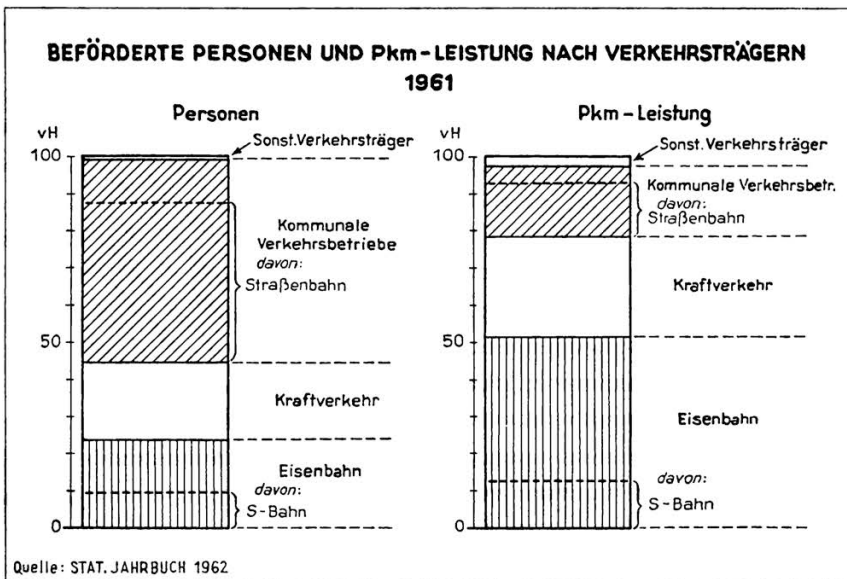 BEFÖRDERTE PERSONEN UND Pkm-LEISTUNG NACH VERKEHRSTRÄGERN
1961
Personen
vH
100
50
0
Sonst. Verkehrsträger
Kommunale
Verkehrsbetriebe
davon:
Straßenbahn
Kraftverkehr
Eisenbahn
davon:
S-Bahn
Pkm-Leistung
vH
100
50
0
Sonst. Verkehrsträger
Kommunale Verkehrsbetr.
davon:
Straßenbahn
Kraftverkehr
Eisenbahn
davon:
S-Bahn
Quelle: STAT. JAHRBUCH 1962